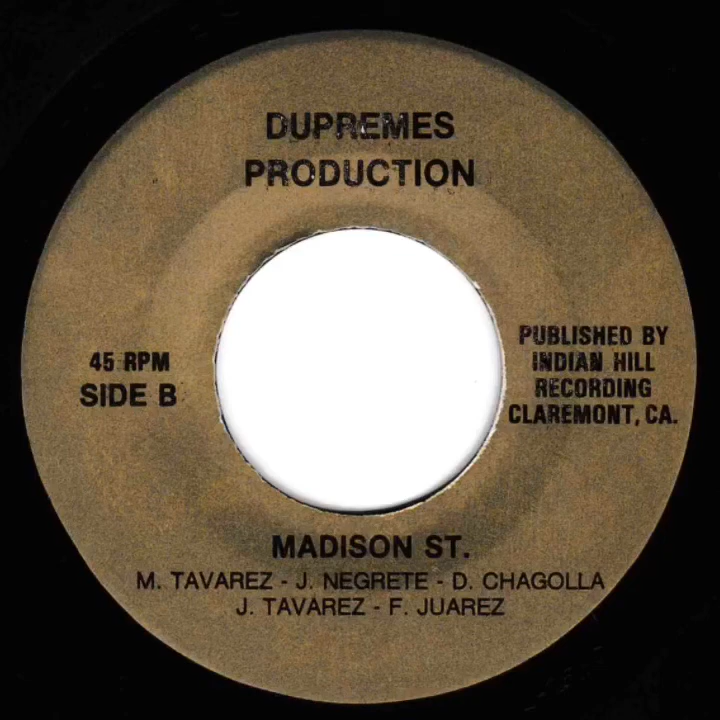 DUPREMES
PRODUCTION
45 RPM
SIDE B
PUBLISHED BY
INDIAN HILL
RECORDING
CLAREMONT, CA.
MADISON ST.
M. TAVAREZ - J. NEGRETE - D. CHAGOLLA
J. TAVAREZ - F. JUAREZ